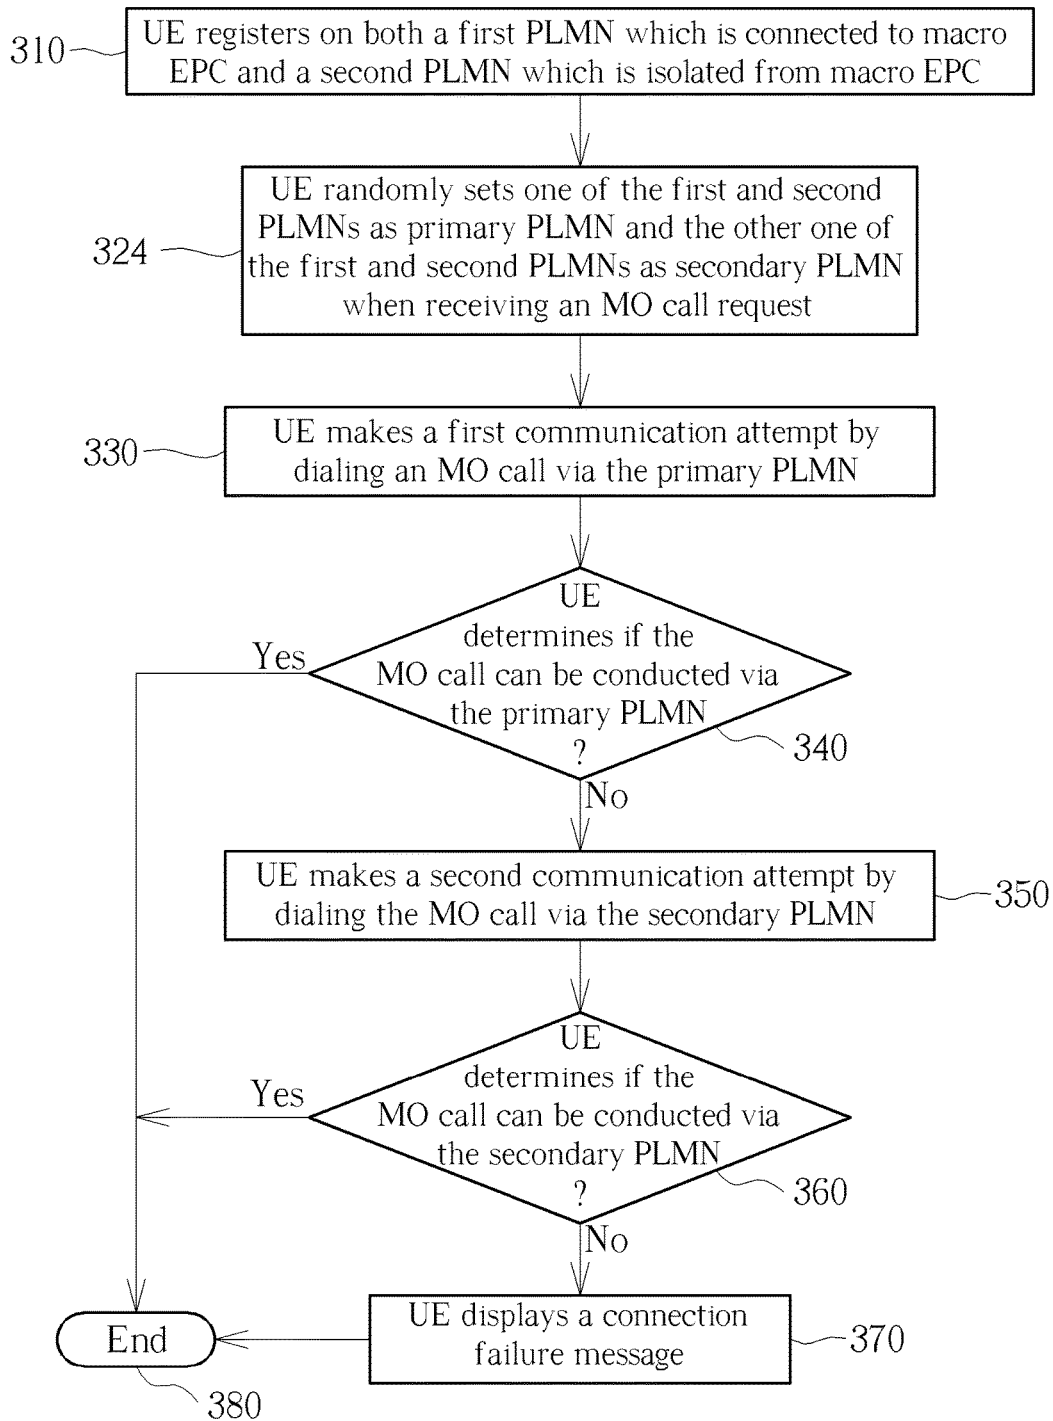 310
UE registers on both a first PLMN which is connected to macro
EPC and a second PLMN which is isolated from macro EPC
324
UE randomly sets one of the first and second
PLMNs as primary PLMN and the other one of
the first and second PLMNs as secondary PLMN
when receiving an MO call request
330
UE makes a first communication attempt by
dialing an MO call via the primary PLMN
UE
determines if the
MO call can be conducted via
the primary PLMN
?
Yes
340
No
UE makes a second communication attempt by
dialing the MO call via the secondary PLMN
350
UE
determines if the
MO call can be conducted via
the secondary PLMN
?
Yes
360
No
UE displays a connection
failure message
370
End
380